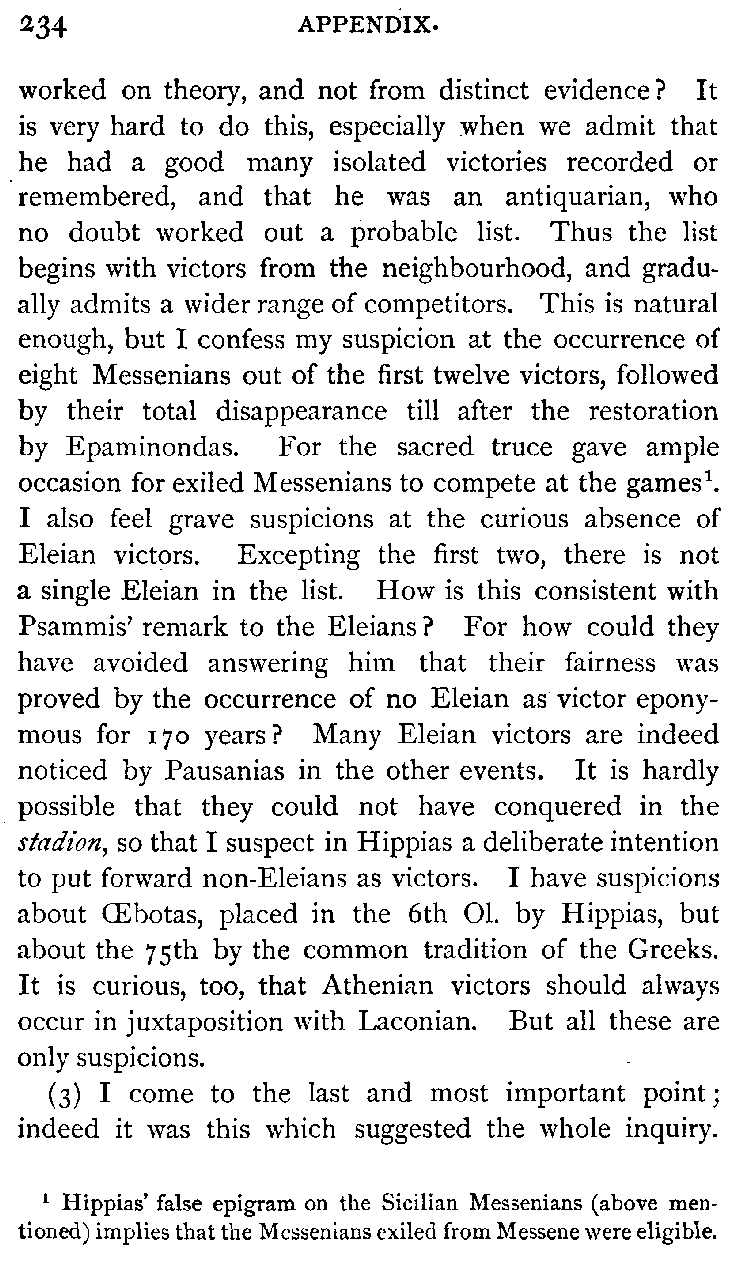 234 APPENDIX.
worked on theory, and not from distinct evidence? It
is very hard to do this, especially when we admit that
he had a good many isolated victories recorded or
remembered, and that he was an antiquarian, who
no doubt worked out a probable list. Thus the list
begins with victors from the neighbourhood, and gradu-
ally admits a wider range of competitors. This is natural
enough, but I confess my suspicion at the occurrence of
eight Messenians out of the first twelve victors, followed
by their total disappearance till after the restoration
by Epaminondas. For the sacred truce gave ample
occasion for exiled Messenians to compete at the games¹.
I also feel grave suspicions at the curious absence of
Eleian victors. Excepting the first two, there is not
a single Eleian in the list. How is this consistent with
Psammis' remark to the Eleians? For how could they
have avoided answering him that their fairness was
proved by the occurrence of no Eleian as victor epony-
mous for 170 years? Many Eleian victors are indeed
noticed by Pausanias in the other events. It is hardly
possible that they could not have conquered in the
stadion, so that I suspect in Hippias a deliberate intention
to put forward non-Eleians as victors. I have suspicions
about Œbotas, placed in the 6th Ol. by Hippias, but
about the 75th by the common tradition of the Greeks.
It is curious, too, that Athenian victors should always
occur in juxtaposition with Laconian. But all these are
only suspicions.
(3) I come to the last and most important point;
indeed it was this which suggested the whole inquiry.
¹ Hippias' false epigram on the Sicilian Messenians (above men-
tioned) implies that the Messenians exiled from Messene were eligible.